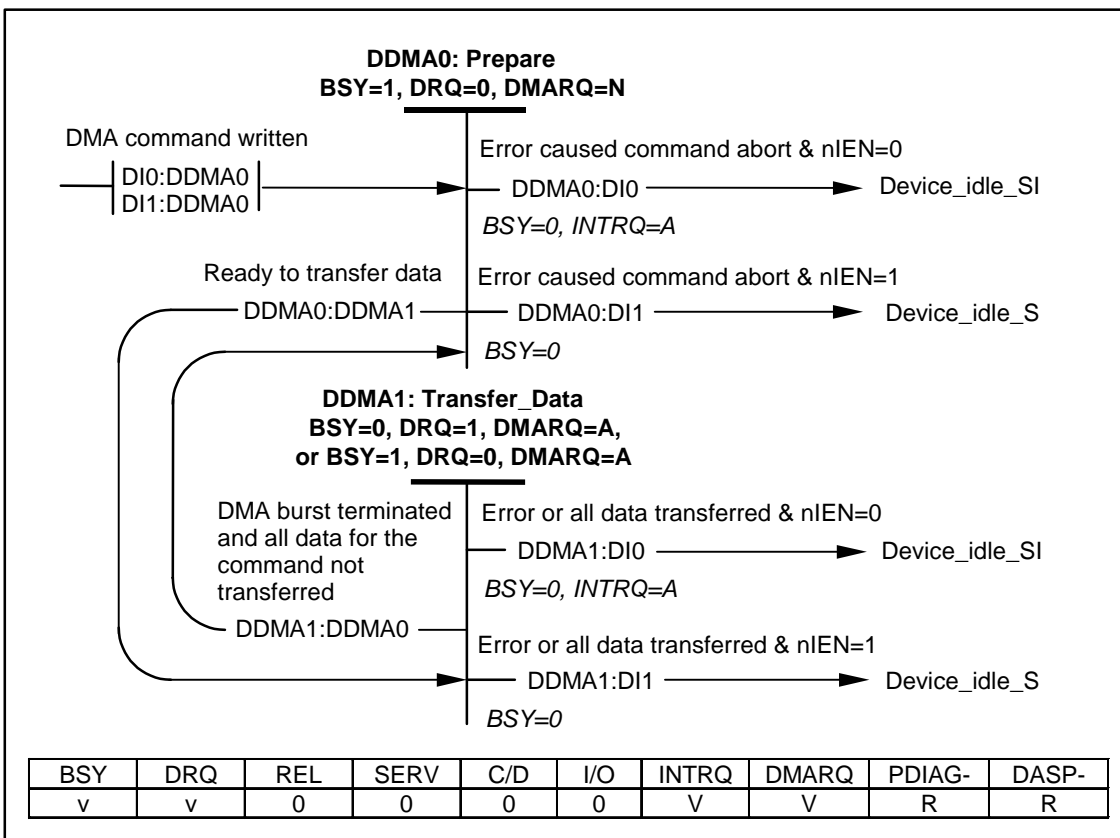 DDMA0: Prepare
BSY=1, DRQ=0, DMARQ=N
DMA command written
DI0:DDMA0
DI1:DDMA0
Error caused command abort & nIEN=0
DDMA0:DI0
Device_idle_SI
BSY=0, INTRQ=A
Ready to transfer data
DDMA0:DDMA1
Error caused command abort & nIEN=1
DDMA0:DI1
Device_idle_S
BSY=0
DDMA1: Transfer_Data
BSY=0, DRQ=1, DMARQ=A,
or BSY=1, DRQ=0, DMARQ=A
DMA burst terminated
and all data for the
command not
transferred
DDMA1:DDMA0
Error or all data transferred & nIEN=0
DDMA1:DI0
Device_idle_SI
BSY=0, INTRQ=A
Error or all data transferred & nIEN=1
DDMA1:DI1
Device_idle_S
BSY=0
BSY DRQ REL SERV C/D I/O INTRQ DMARQ PDIAG- DASP-
v v 0 0 0 0 V V R R